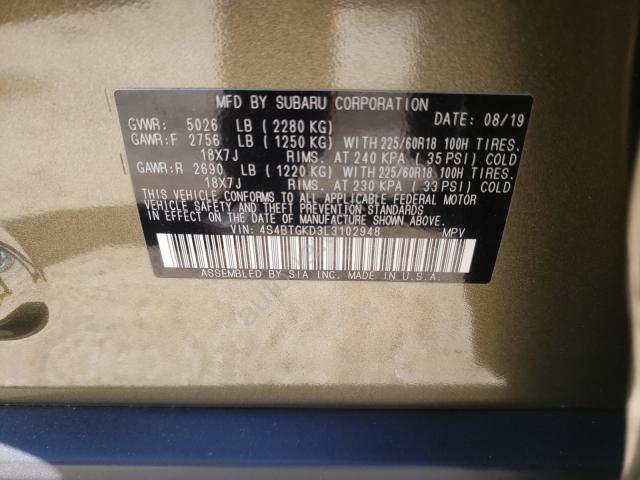 MFD BY SUBARU CORPORATION
DATE: 08/19
GVWR: 5026 LB (2280 KG)
GAWR:F 2756 LB (1250 KG) WITH 225/60R18 100H TIRES.
18X7J RIMS. AT 240 KPA (35 PSI) COLD
GAWR:R 2690 LB (1220 KG) WITH 225/60R18 100H TIRES.
18X7J RIMS. AT 230 KPA (33 PSI) COLD
THIS VEHICLE CONFORMS TO ALL APPLICABLE FEDERAL MOTOR
VEHICLE SAFETY AND THEFT PREVENTION STANDARDS
IN EFFECT ON THE DATE OF MANUFACTURE SHOWN ABOVE.
VIN: 4S4BTGKD3L3102948 MPV
ASSEMBLED BY SIA INC. MADE IN U.S.A.